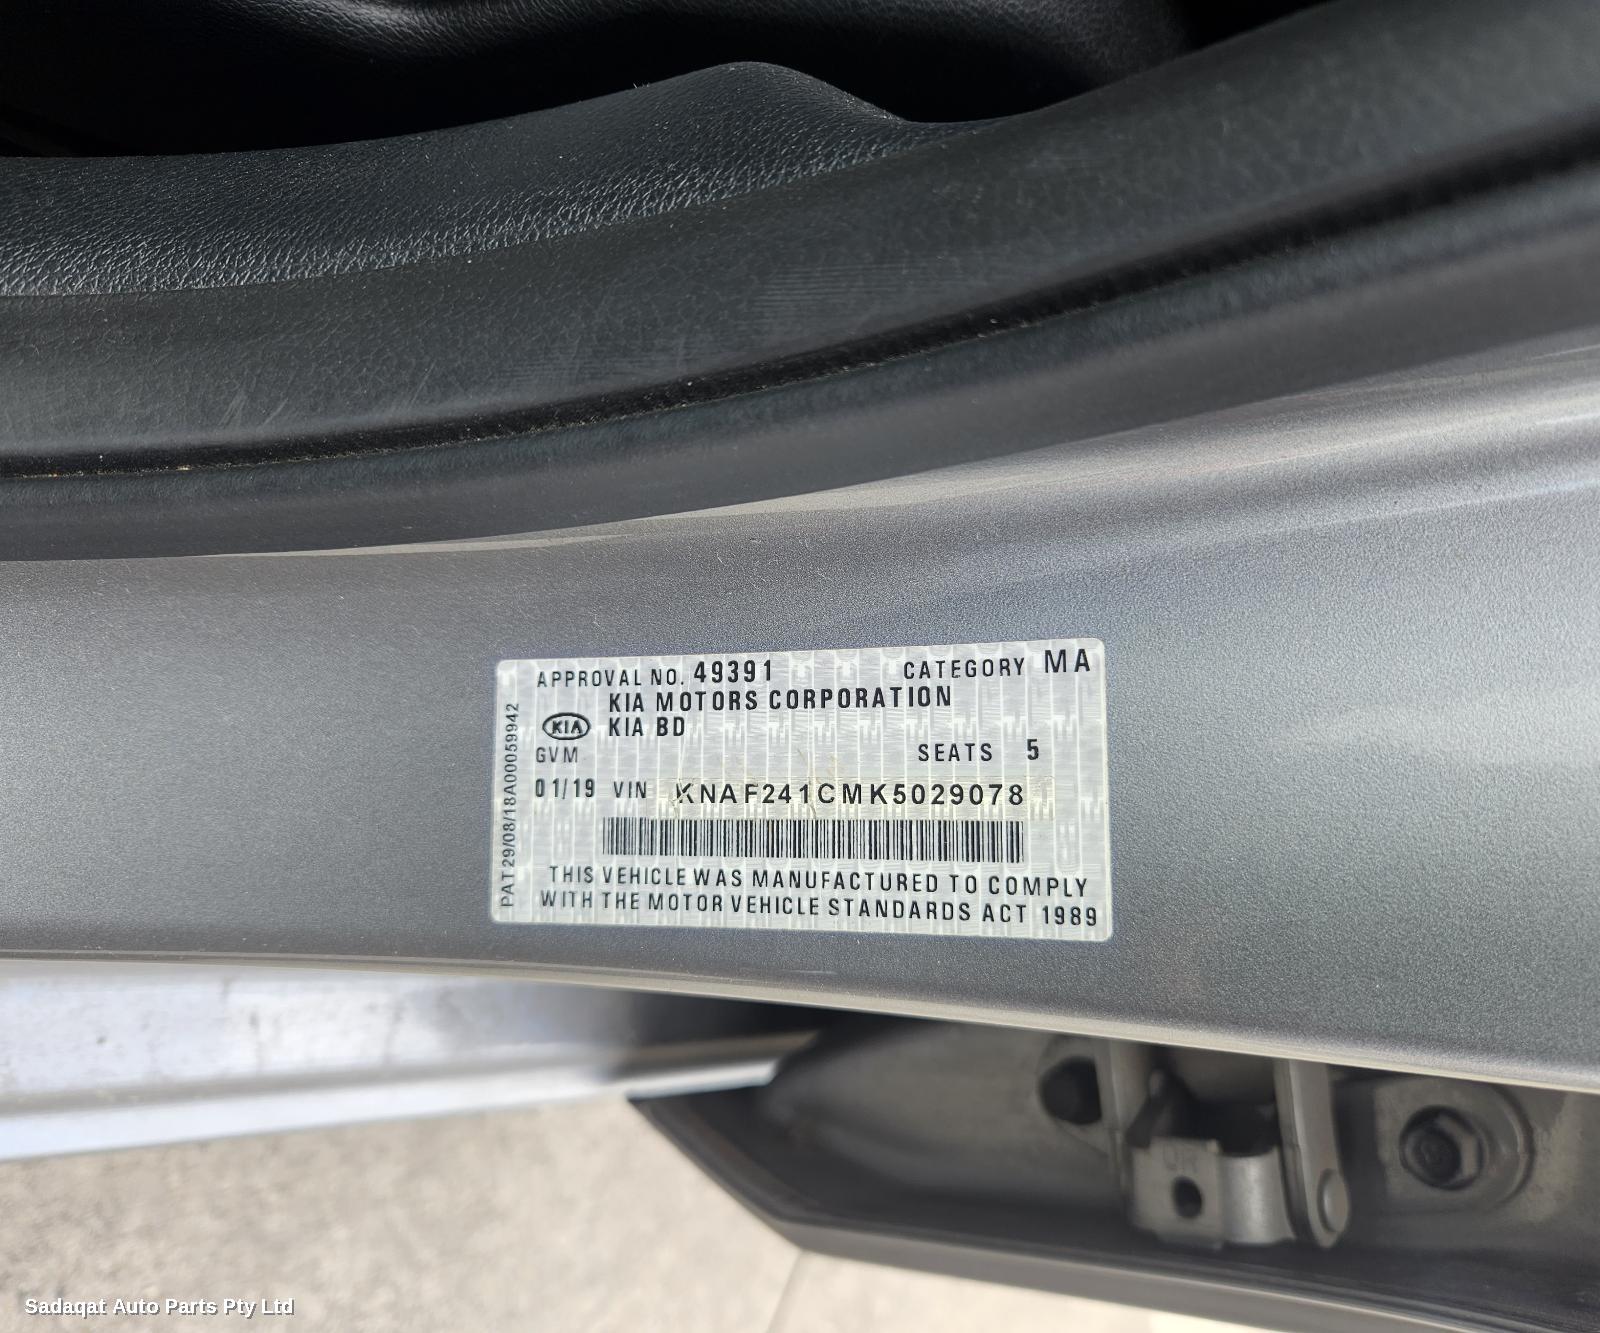 APPROVAL NO. 49391 CATEGORY MA
KIA MOTORS CORPORATION
KIA KIA BD
GVM SEATS 5
01/19 VIN KNAF241CMK5029078
THIS VEHICLE WAS MANUFACTURED TO COMPLY
WITH THE MOTOR VEHICLE STANDARDS ACT 1989
PAT29/08/18A00059942
Sadaqat Auto Parts Pty Ltd